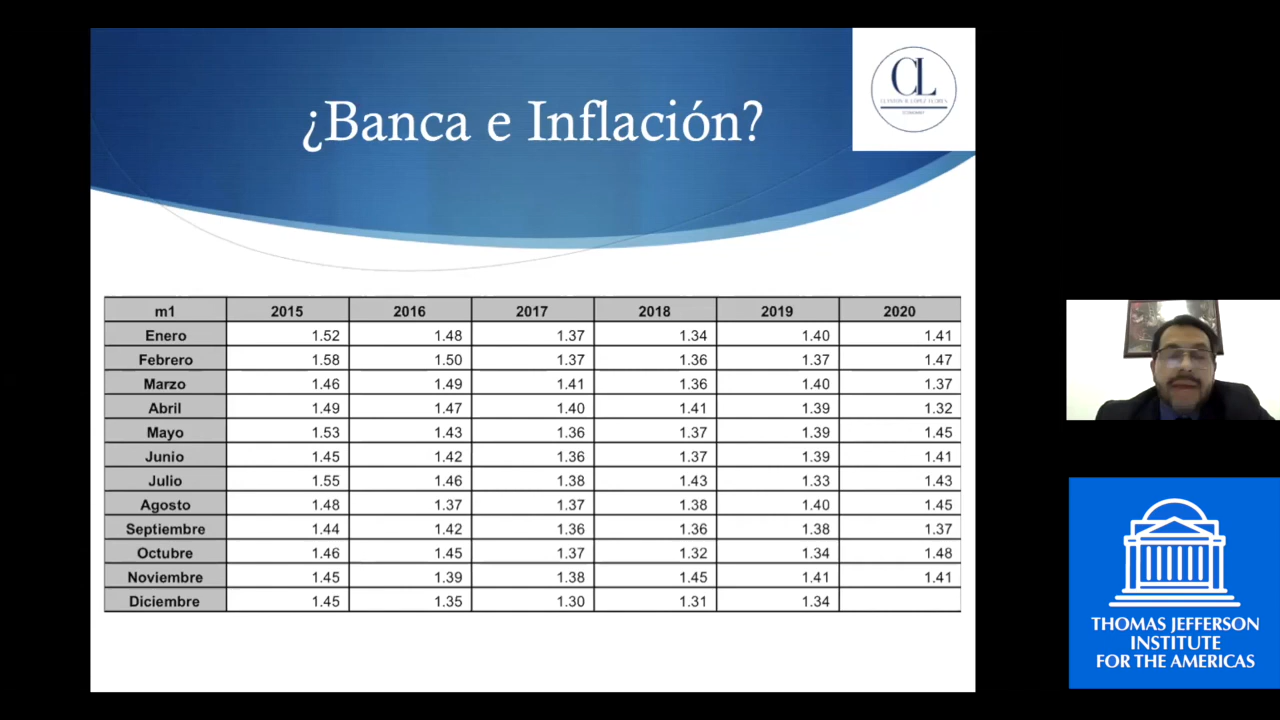 ¿Banca e Inflación?
CL
m1 2015 2016 2017 2018 2019 2020
Enero 1.52 1.48 1.37 1.34 1.40 1.41
Febrero 1.58 1.50 1.37 1.36 1.37 1.47
Marzo 1.46 1.49 1.41 1.36 1.40 1.37
Abril 1.49 1.47 1.40 1.41 1.39 1.32
Mayo 1.53 1.43 1.36 1.37 1.39 1.45
Junio 1.45 1.42 1.36 1.37 1.39 1.41
Julio 1.55 1.46 1.38 1.43 1.33 1.43
Agosto 1.48 1.37 1.37 1.38 1.40 1.45
Septiembre 1.44 1.42 1.36 1.36 1.38 1.37
Octubre 1.46 1.45 1.37 1.32 1.34 1.48
Noviembre 1.45 1.39 1.38 1.45 1.41 1.41
Diciembre 1.45 1.35 1.30 1.31 1.34
THOMAS JEFFERSON
INSTITUTE
FOR THE AMERICAS